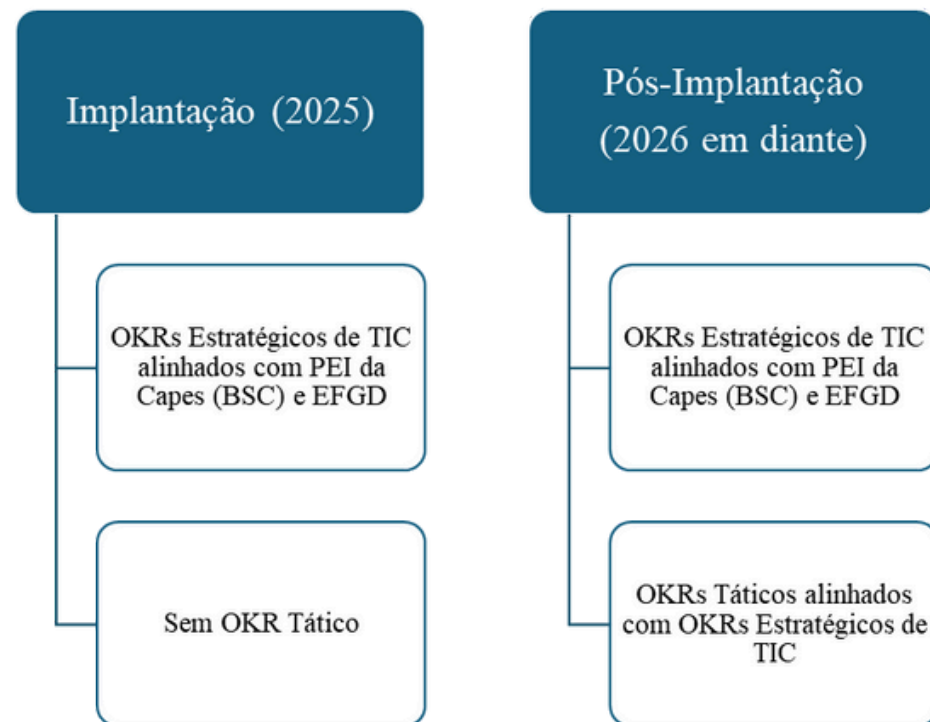 Implantação (2025)
OKRs Estratégicos de TIC
alinhados com PEI da
Capes (BSC) e EFGD
Sem OKR Tático
Pós-Implantação
(2026 em diante)
OKRs Estratégicos de TIC
alinhados com PEI da
Capes (BSC) e EFGD
OKRs Táticos alinhados
com OKRs Estratégicos de
TIC